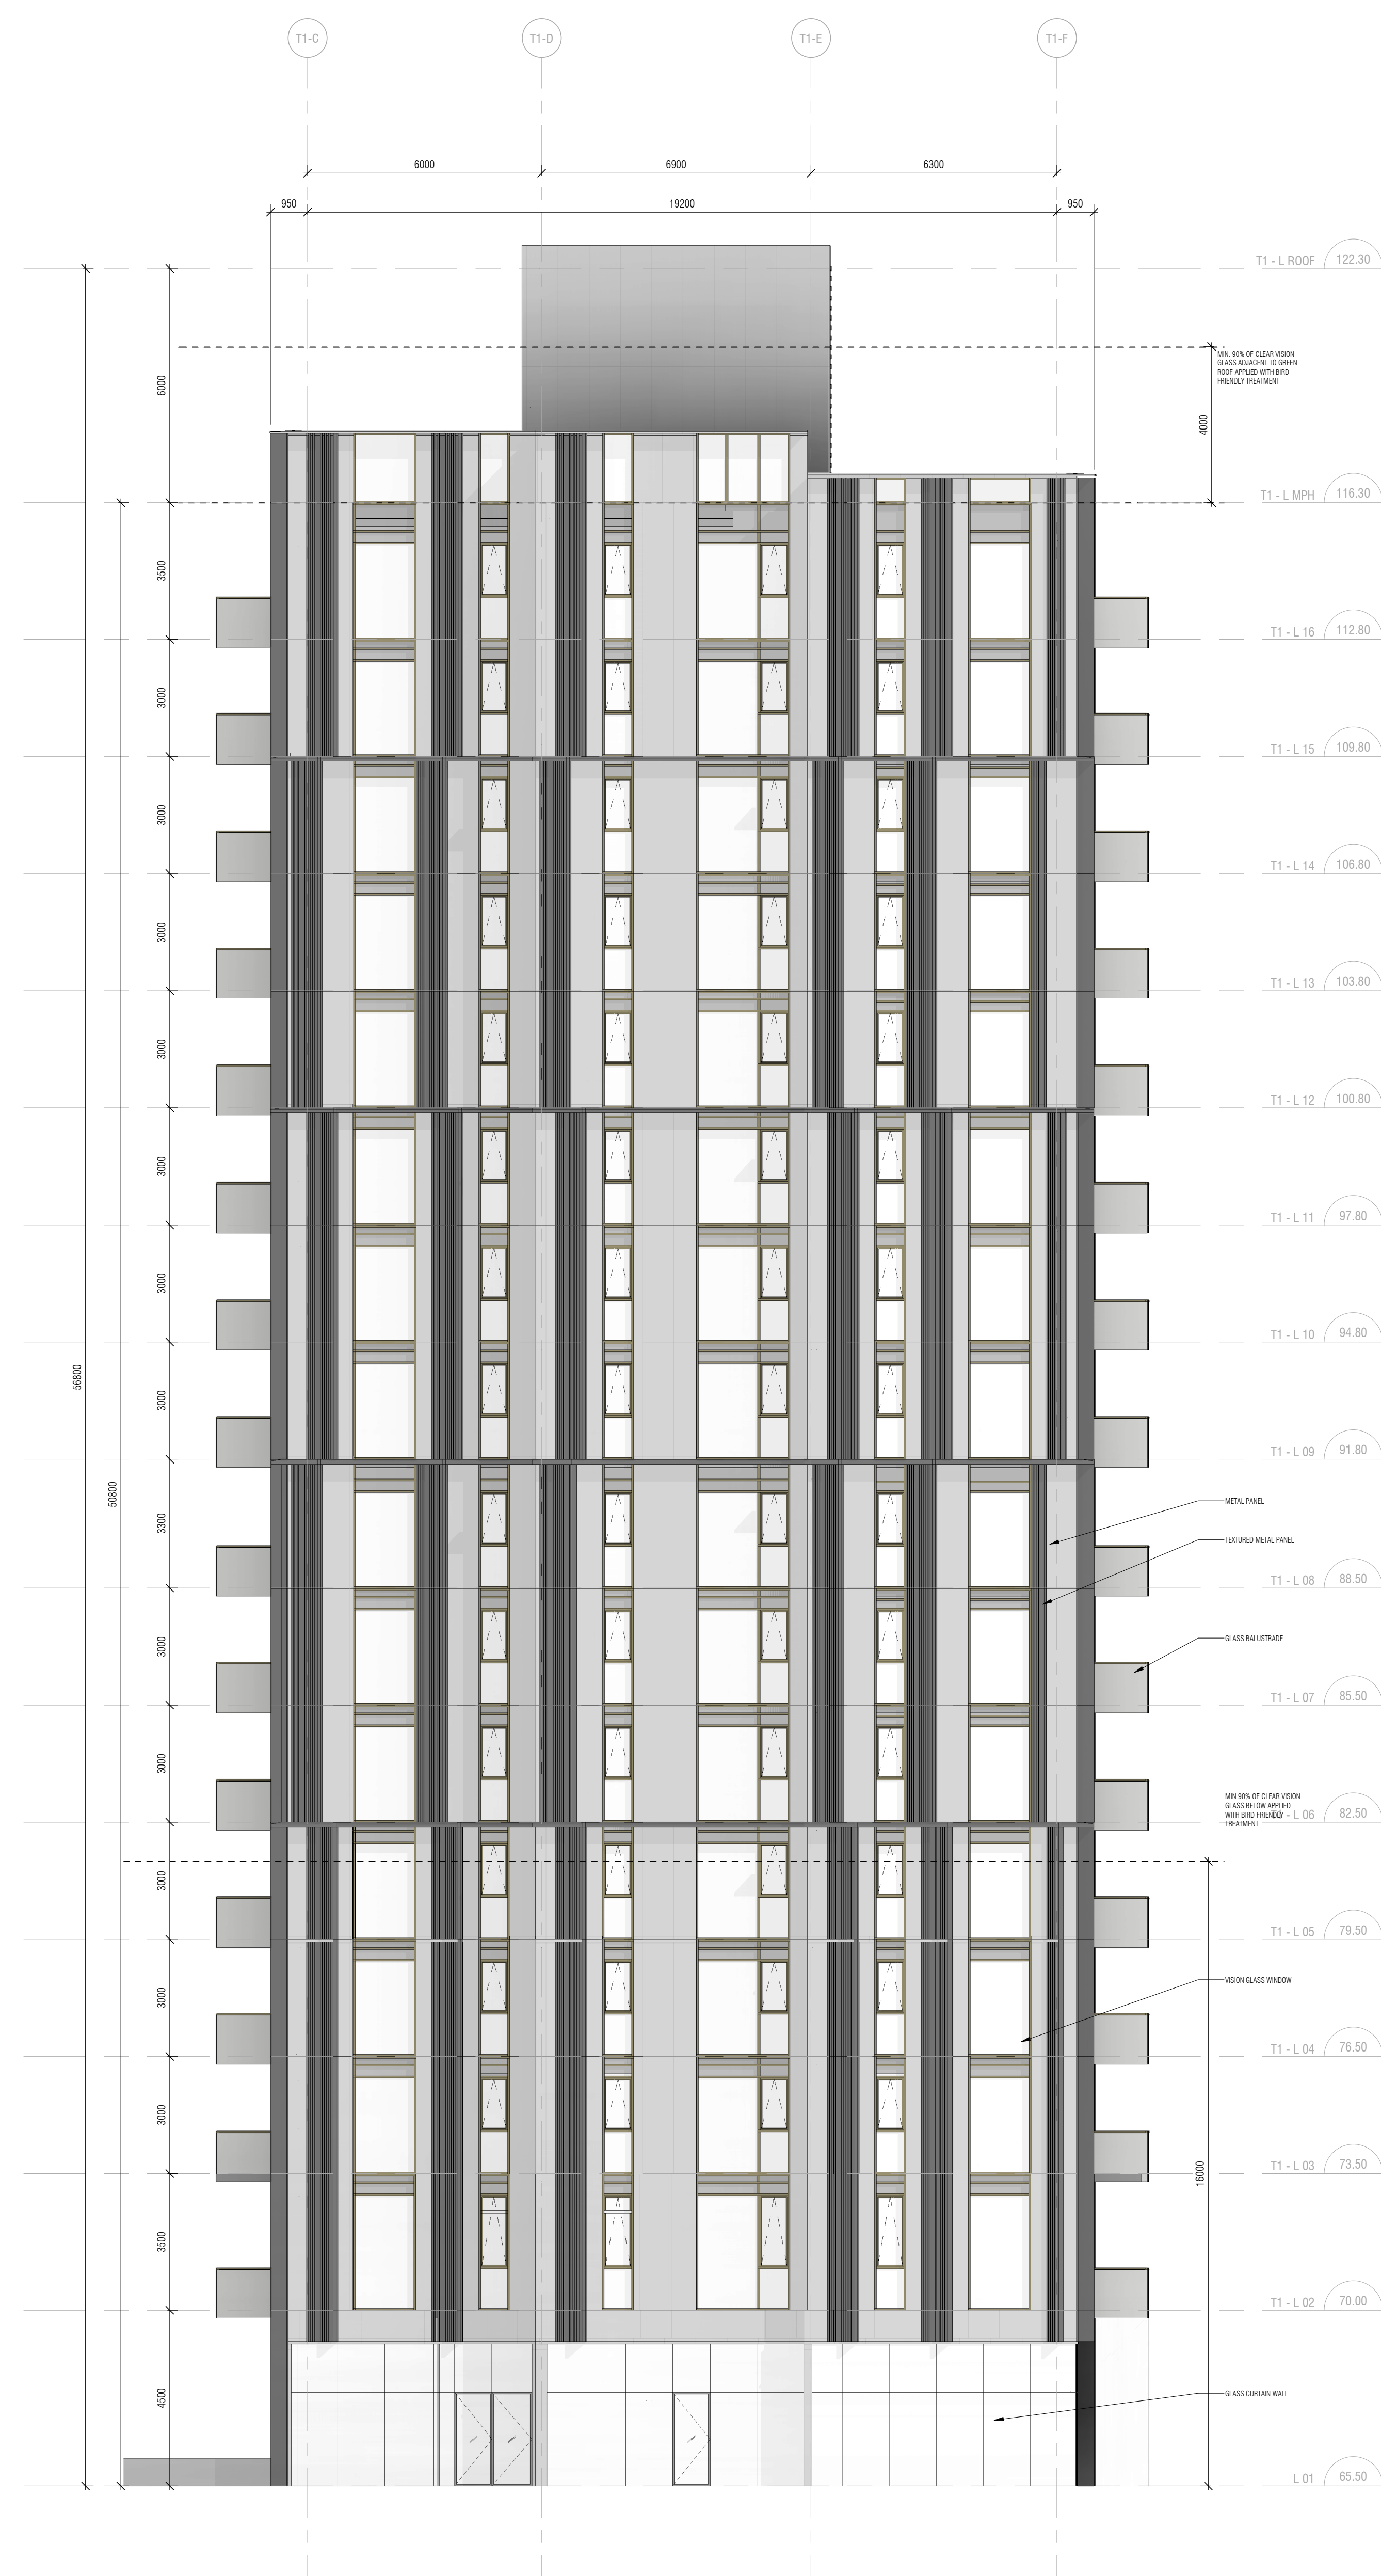 T1-C
T1-D
T1-E
T1-F
6000
6900
6300
950
19200
950
T1 - L ROOF 122.30
MIN. 90% OF CLEAR VISION
GLASS ADJACENT TO GREEN
ROOF APPLIED WITH BIRD
FRIENDLY TREATMENT
6000
4000
T1 - L MPH 116.30
3500
T1 - L 16 112.80
3000
T1 - L 15 109.80
3000
T1 - L 14 106.80
3000
T1 - L 13 103.80
3000
T1 - L 12 100.80
3000
T1 - L 11 97.80
3000
T1 - L 10 94.80
56800
3000
T1 - L 09 91.80
50800
METAL PANEL
3300
TEXTURED METAL PANEL
T1 - L 08 88.50
GLASS BALUSTRADE
3000
T1 - L 07 85.50
3000
MIN 90% OF CLEAR VISION
GLASS BELOW APPLIED
WITH BIRD FRIENDLY
TREATMENT
T1 - L 06 82.50
3000
T1 - L 05 79.50
VISION GLASS WINDOW
3000
T1 - L 04 76.50
3000
T1 - L 03 73.50
16000
3500
T1 - L 02 70.00
GLASS CURTAIN WALL
4500
L 01 65.50